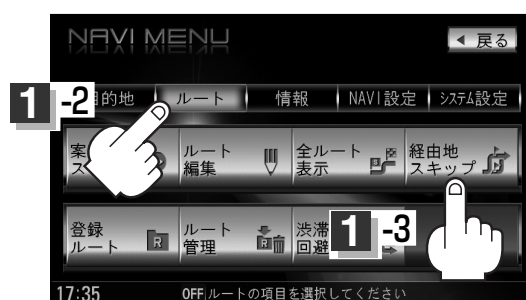 NAVI MENU
戻る
1 -2 的地 ルート 情報 NAVI設定 システム設定
案 ルート 全ルート 経由地
ス 編集 表示 スキップ
登録 ルート 渋滞 1 -3
ルート 管理 回避
17:35 OFF ルートの項目を選択してください